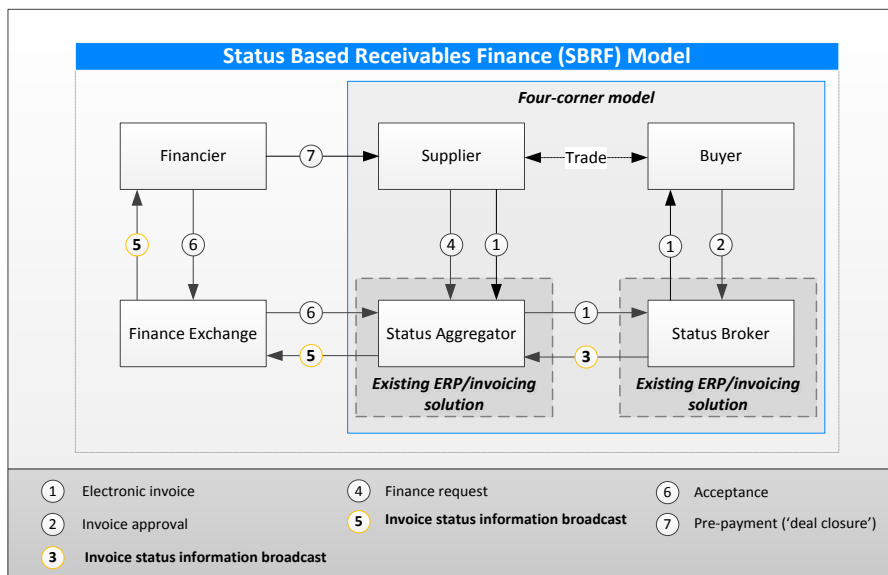 Status Based Receivables Finance (SBRF) Model
Four-corner model
Financier
7
Supplier
Trade
Buyer
5
6
4
1
1
2
Finance Exchange
6
5
Status Aggregator
1
3
Status Broker
Existing ERP/invoicing
solution
Existing ERP/invoicing
solution
1 Electronic invoice
2 Invoice approval
3 Invoice status information broadcast
4 Finance request
5 Invoice status information broadcast
6 Acceptance
7 Pre-payment (‘deal closure’)